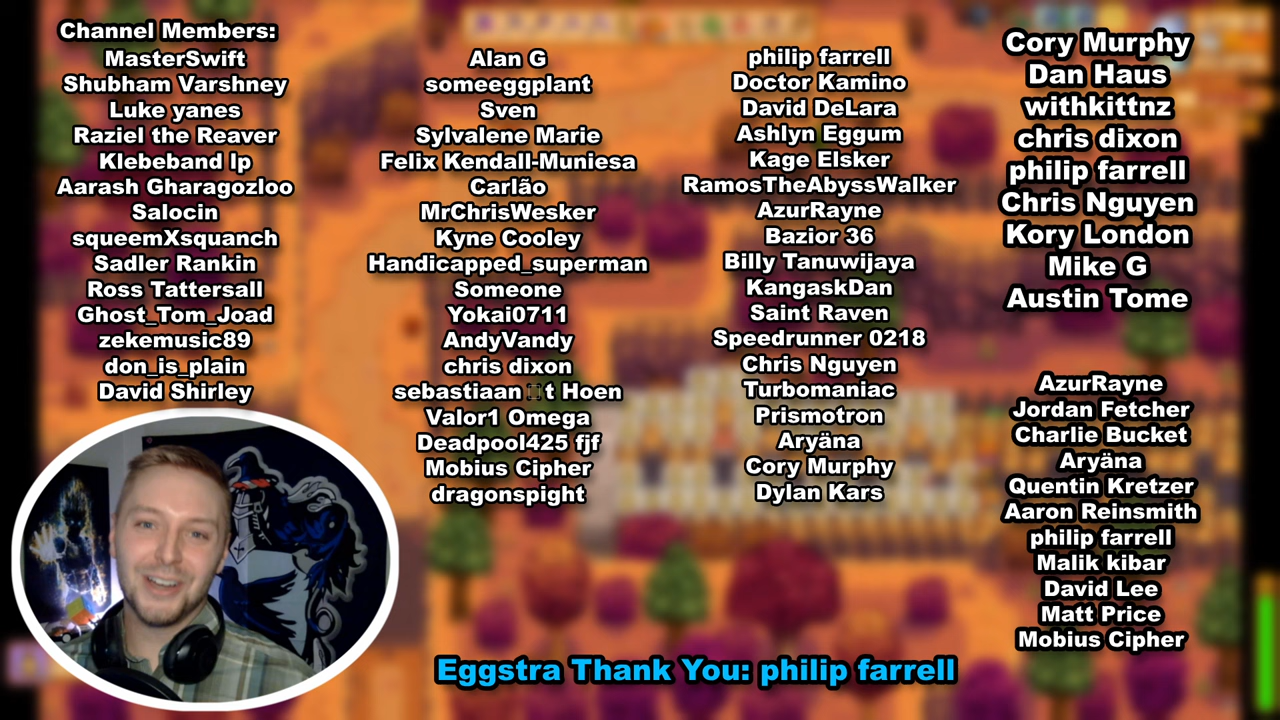 Channel Members:
MasterSwift
Shubham Varshney
Luke yanes
Raziel the Reaver
Klebeband lp
Aarash Gharagozloo
Salocin
squeemXsquanch
Sadler Rankin
Ross Tattersall
Ghost_Tom_Joad
zekemusic89
don_is_plain
David Shirley
Alan G
someeggplant
Sven
Sylvalene Marie
Felix Kendall-Muniesa
Carlão
MrChrisWesker
Kyne Cooley
Handicapped_superman
Someone
Yokai0711
AndyVandy
chris dixon
sebastiaan t Hoen
Valor1 Omega
Deadpool425 fjf
Mobius Cipher
dragonspight
philip farrell
Doctor Kamino
David DeLara
Ashlyn Eggum
Kage Elsker
RamosTheAbyssWalker
AzurRayne
Bazior 36
Billy Tanuwijaya
KangaskDan
Saint Raven
Speedrunner 0218
Chris Nguyen
Turbomaniac
Prismotron
Aryäna
Cory Murphy
Dylan Kars
Cory Murphy
Dan Haus
withkittnz
chris dixon
philip farrell
Chris Nguyen
Kory London
Mike G
Austin Tome
AzurRayne
Jordan Fetcher
Charlie Bucket
Aryäna
Quentin Kretzer
Aaron Reinsmith
philip farrell
Malik kibar
David Lee
Matt Price
Mobius Cipher
Eggstra Thank You: philip farrell